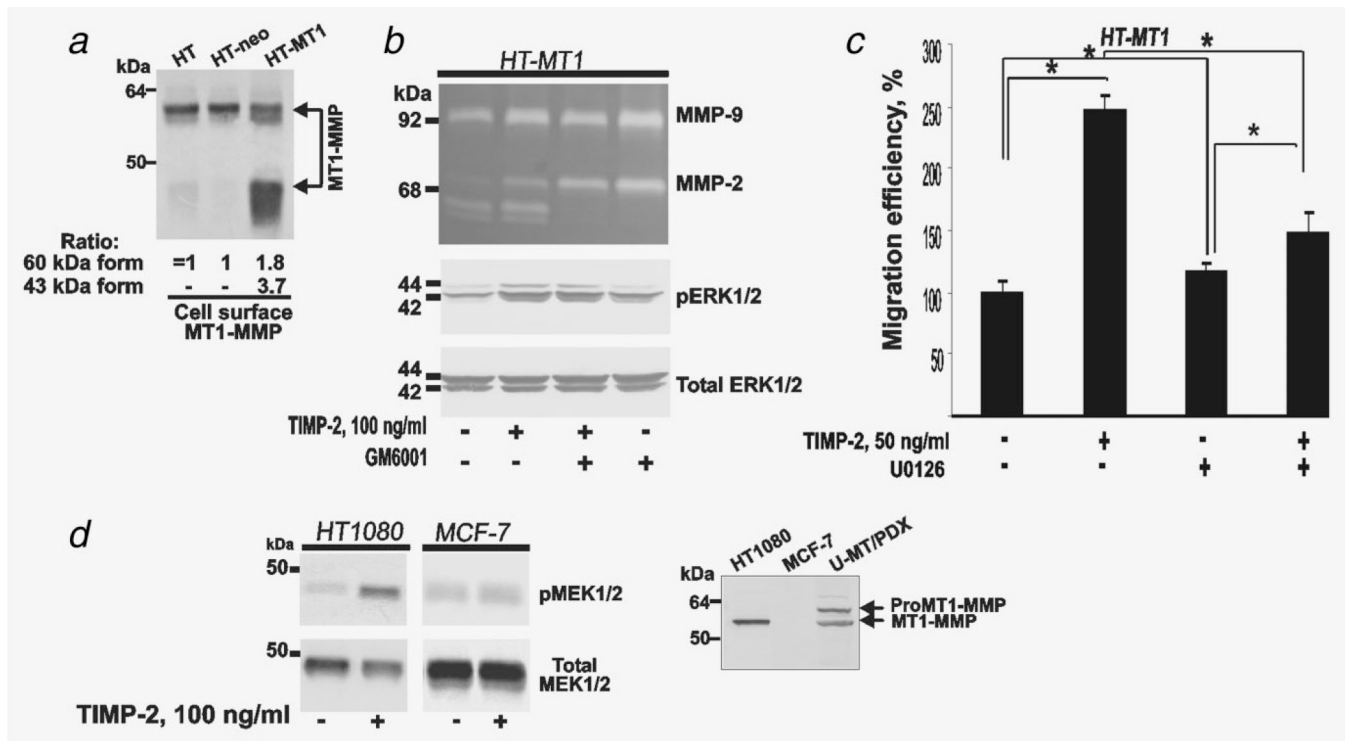 a
HT HT-neo HT-MT1
kDa
64
50
MT1-MMP
Ratio:
60 kDa form =1 1 1.8
43 kDa form - - 3.7
Cell surface
MT1-MMP
b
HT-MT1
kDa
92
68
MMP-9
MMP-2
44
42
pERK1/2
44
42
Total ERK1/2
TIMP-2, 100 ng/ml - + + -
GM6001 - - + +
c
HT-MT1
* * * *
Migration efficiency, %
300
250
200
150
100
50
TIMP-2, 50 ng/ml - + - +
U0126 - - + +
d
HT1080 MCF-7
kDa
50
pMEK1/2
50
Total
MEK1/2
TIMP-2, 100 ng/ml - + - +
HT1080 MCF-7 U-MT/PDX
kDa
64
50
ProMT1-MMP
MT1-MMP